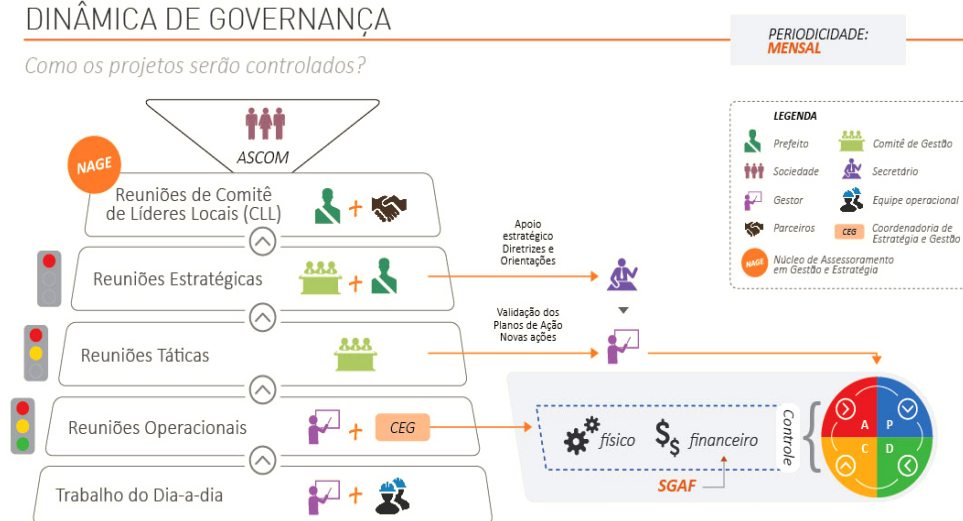 DINÂMICA DE GOVERNANÇA
PERIODICIDADE:
MENSAL
Como os projetos serão controlados?
ASCOM
NAGE
Reuniões de Comitê
de Líderes Locais (CLL)
Reuniões Estratégicas
Reuniões Táticas
Reuniões Operacionais
CEG
Trabalho do Dia-a-dia
Apoio
estratégico
Diretrizes e
Orientações
Validação dos
Planos de Ação
Novas ações
LEGENDA
Prefeito
Comitê de Gestão
Sociedade
Secretário
Gestor
Equipe operacional
Parceiros
CEG
Coordenadoria de
Estratégia e Gestão
NAGE
Núcleo de Assessoramento
em Gestão e Estratégia
físico
$ $
financeiro
SGAF
Controle
A P
C D